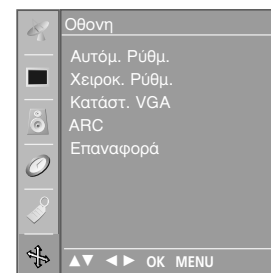 Οθονη
Αυτόμ. Ρύθμ.
Χειροκ. Ρύθμ.
Κατάστ. VGA
ARC
Επαναφορά
▲▼ ◄► OK MENU